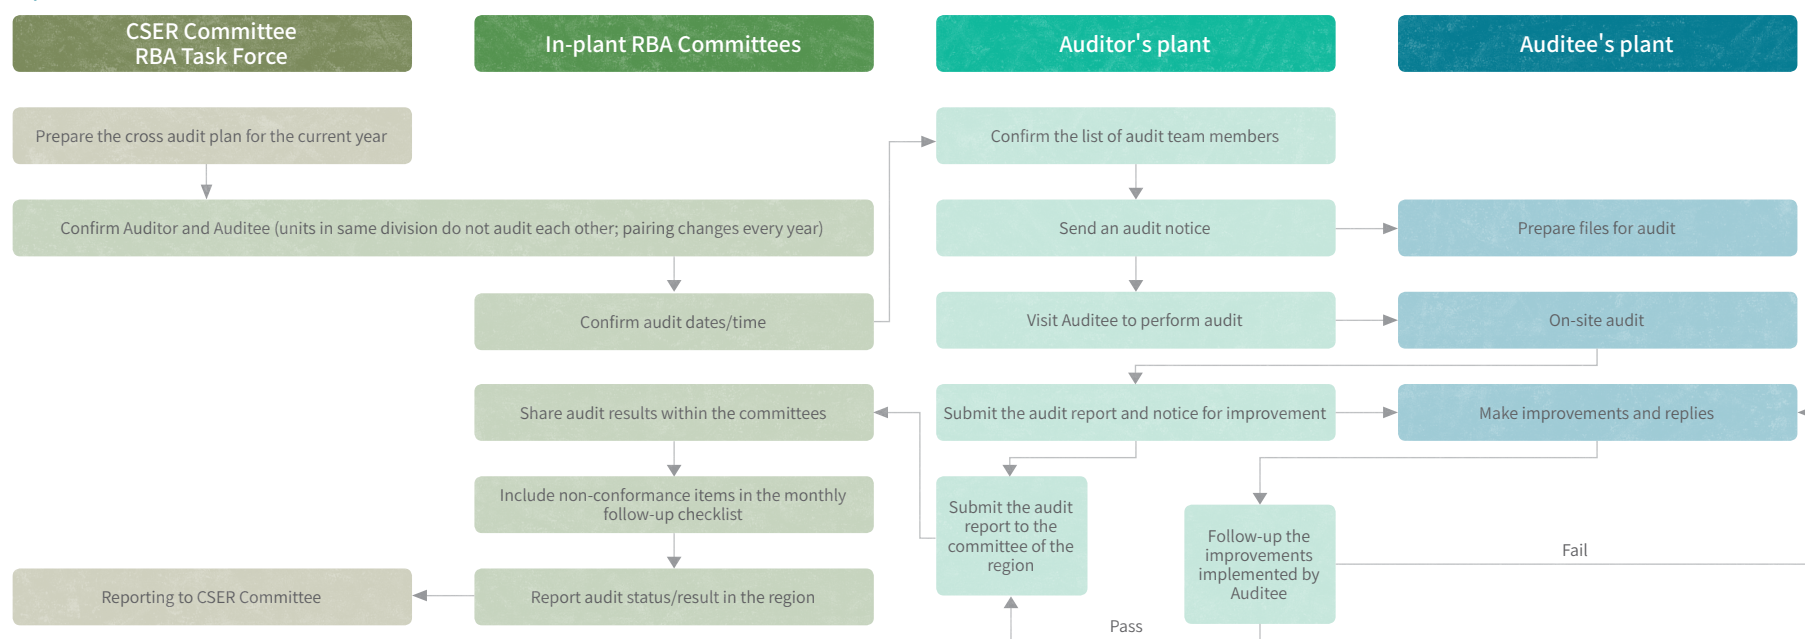 CSER Committee
RBA Task Force
In-plant RBA Committees
Auditor's plant
Auditee's plant
Prepare the cross audit plan for the current year
Confirm the list of audit team members
Confirm Auditor and Auditee (units in same division do not audit each other; pairing changes every year)
Send an audit notice
Prepare files for audit
Confirm audit dates/time
Visit Auditee to perform audit
On-site audit
Share audit results within the committees
Submit the audit report and notice for improvement
Make improvements and replies
Include non-conformance items in the monthly
follow-up checklist
Submit the audit
report to the
committee of the
region
Follow-up the
improvements
implemented by
Auditee
Fail
Reporting to CSER Committee
Report audit status/result in the region
Pass